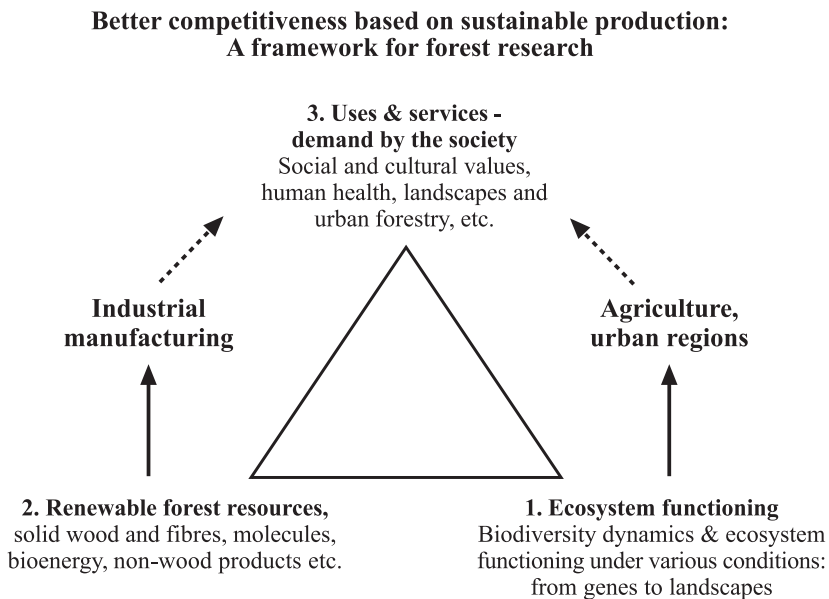 Better competitiveness based on sustainable production:
A framework for forest research
3. Uses & services -
demand by the society
Social and cultural values,
human health, landscapes and
urban forestry, etc.
Industrial
manufacturing
Agriculture,
urban regions
2. Renewable forest resources,
solid wood and fibres, molecules,
bioenergy, non-wood products etc.
1. Ecosystem functioning
Biodiversity dynamics & ecosystem
functioning under various conditions:
from genes to landscapes